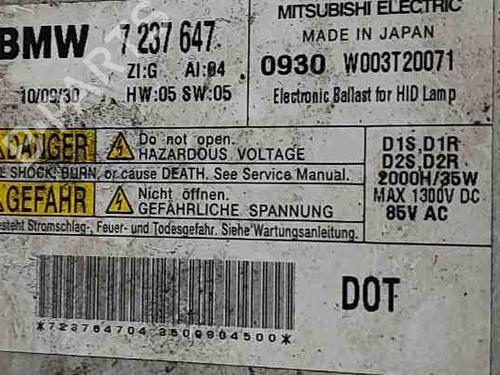 BMW 7 237 647
ZI:G AI:B4
10/09/30 HW:05 SW:05
MITSUBISHI ELECTRIC
MADE IN JAPAN
0930 W003T20071
Electronic Ballast for HID Lamp
DANGER Do not open.
HAZARDOUS VOLTAGE
SHOCK, BURN, or cause DEATH. See Service Manual.
GEFAHR Nicht öffnen.
GEFÄHRLICHE SPANNUNG
Stromschlag-, Feuer- und Todesgefahr. Siehe Wartungsanleitung.
D1S,D1R
D2S,D2R
2000H/35W
MAX 1300V DC
85V AC
DOT